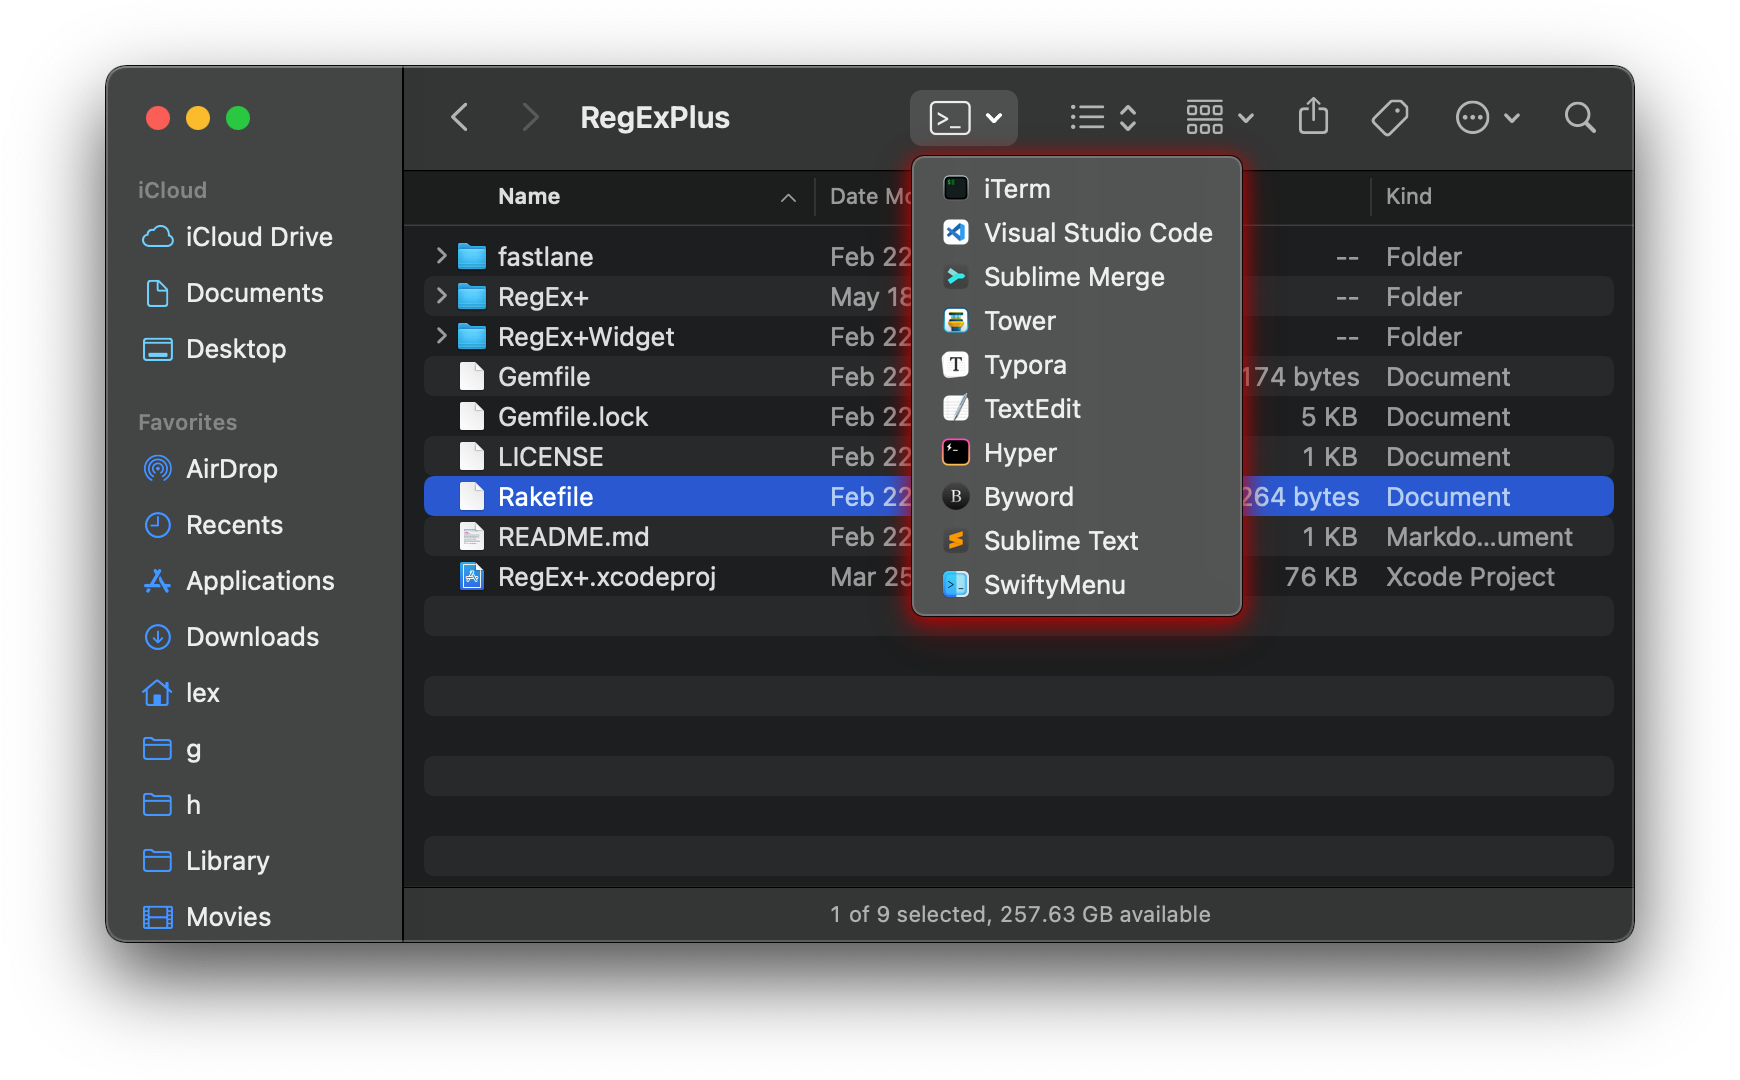 RegExPlus
iCloud
iCloud Drive
Documents
Desktop
Favorites
AirDrop
Recents
Applications
Downloads
lex
g
h
Library
Movies
Name Date Mo Kind
fastlane Feb 22 -- Folder
RegEx+ May 18 -- Folder
RegEx+Widget Feb 22 -- Folder
Gemfile Feb 22 174 bytes Document
Gemfile.lock Feb 22 5 KB Document
LICENSE Feb 22 1 KB Document
Rakefile Feb 22 264 bytes Document
README.md Feb 22 1 KB Markdo...ument
RegEx+.xcodeproj Mar 25 76 KB Xcode Project
iTerm
Visual Studio Code
Sublime Merge
Tower
Typora
TextEdit
Hyper
Byword
Sublime Text
SwiftyMenu
1 of 9 selected, 257.63 GB available